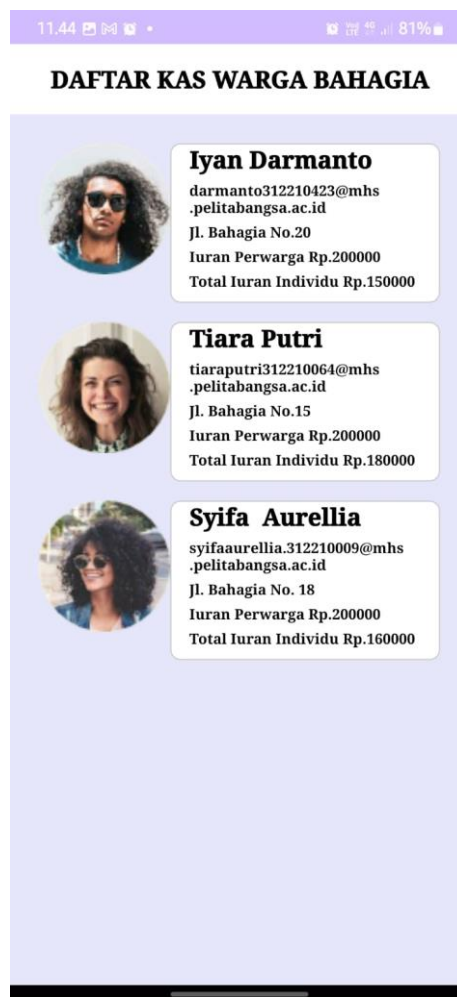 11.44
81%
DAFTAR KAS WARGA BAHAGIA
Iyan Darmanto
darmanto312210423@mhs
.pelitabangsa.ac.id
Jl. Bahagia No.20
Iuran Perwarga Rp.200000
Total Iuran Individu Rp.150000
Tiara Putri
tiaraputri312210064@mhs
.pelitabangsa.ac.id
Jl. Bahagia No.15
Iuran Perwarga Rp.200000
Total Iuran Individu Rp.180000
Syifa  Aurellia
syifaaurellia.312210009@mhs
.pelitabangsa.ac.id
Jl. Bahagia No. 18
Iuran Perwarga Rp.200000
Total Iuran Individu Rp.160000